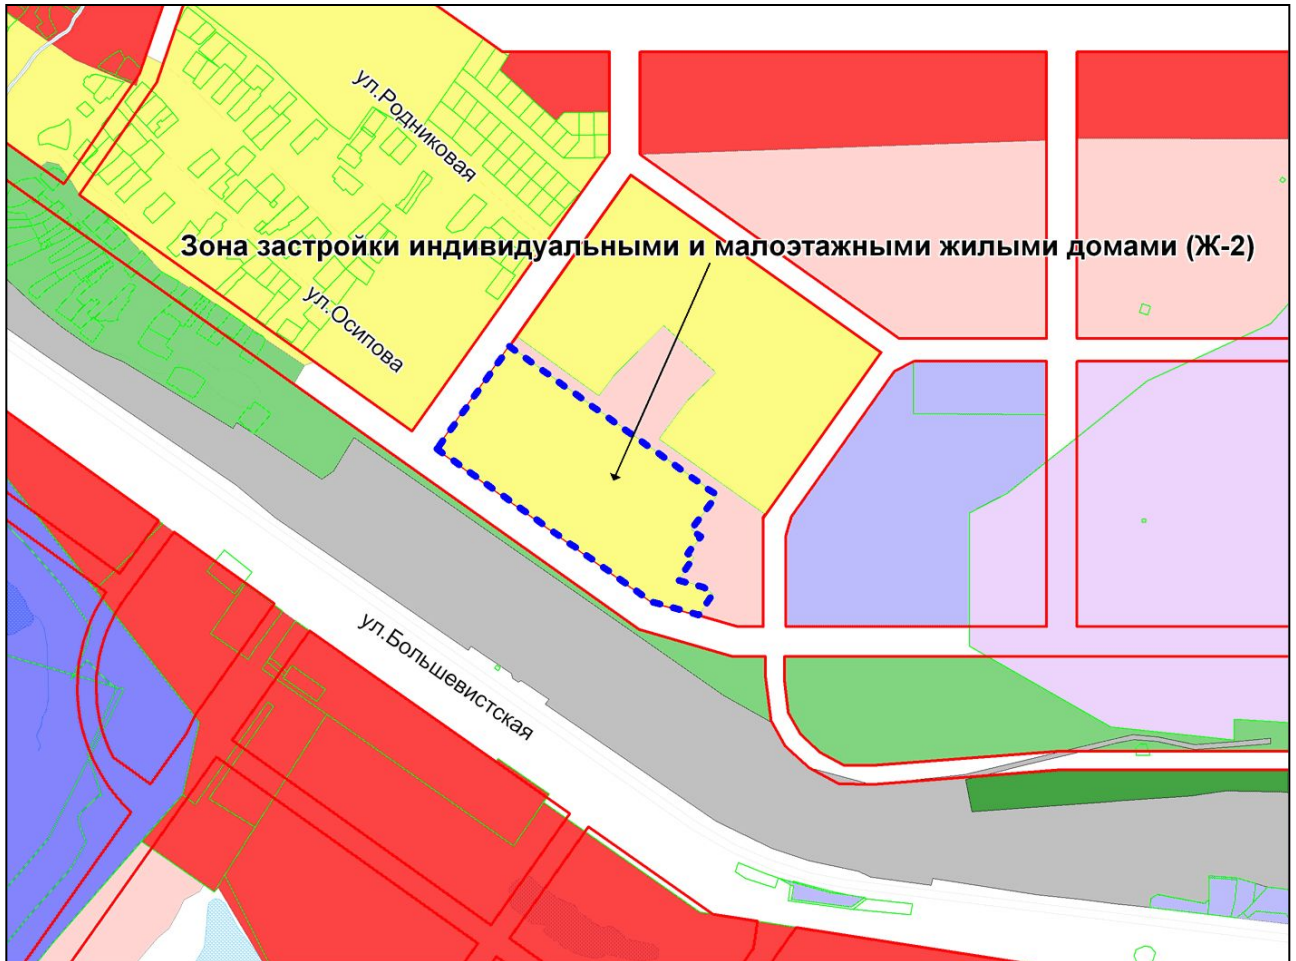 ул.Родниковая
Зона застройки индивидуальными и малоэтажными жилыми домами (Ж-2)
ул.Осипова
ул.Большевистская